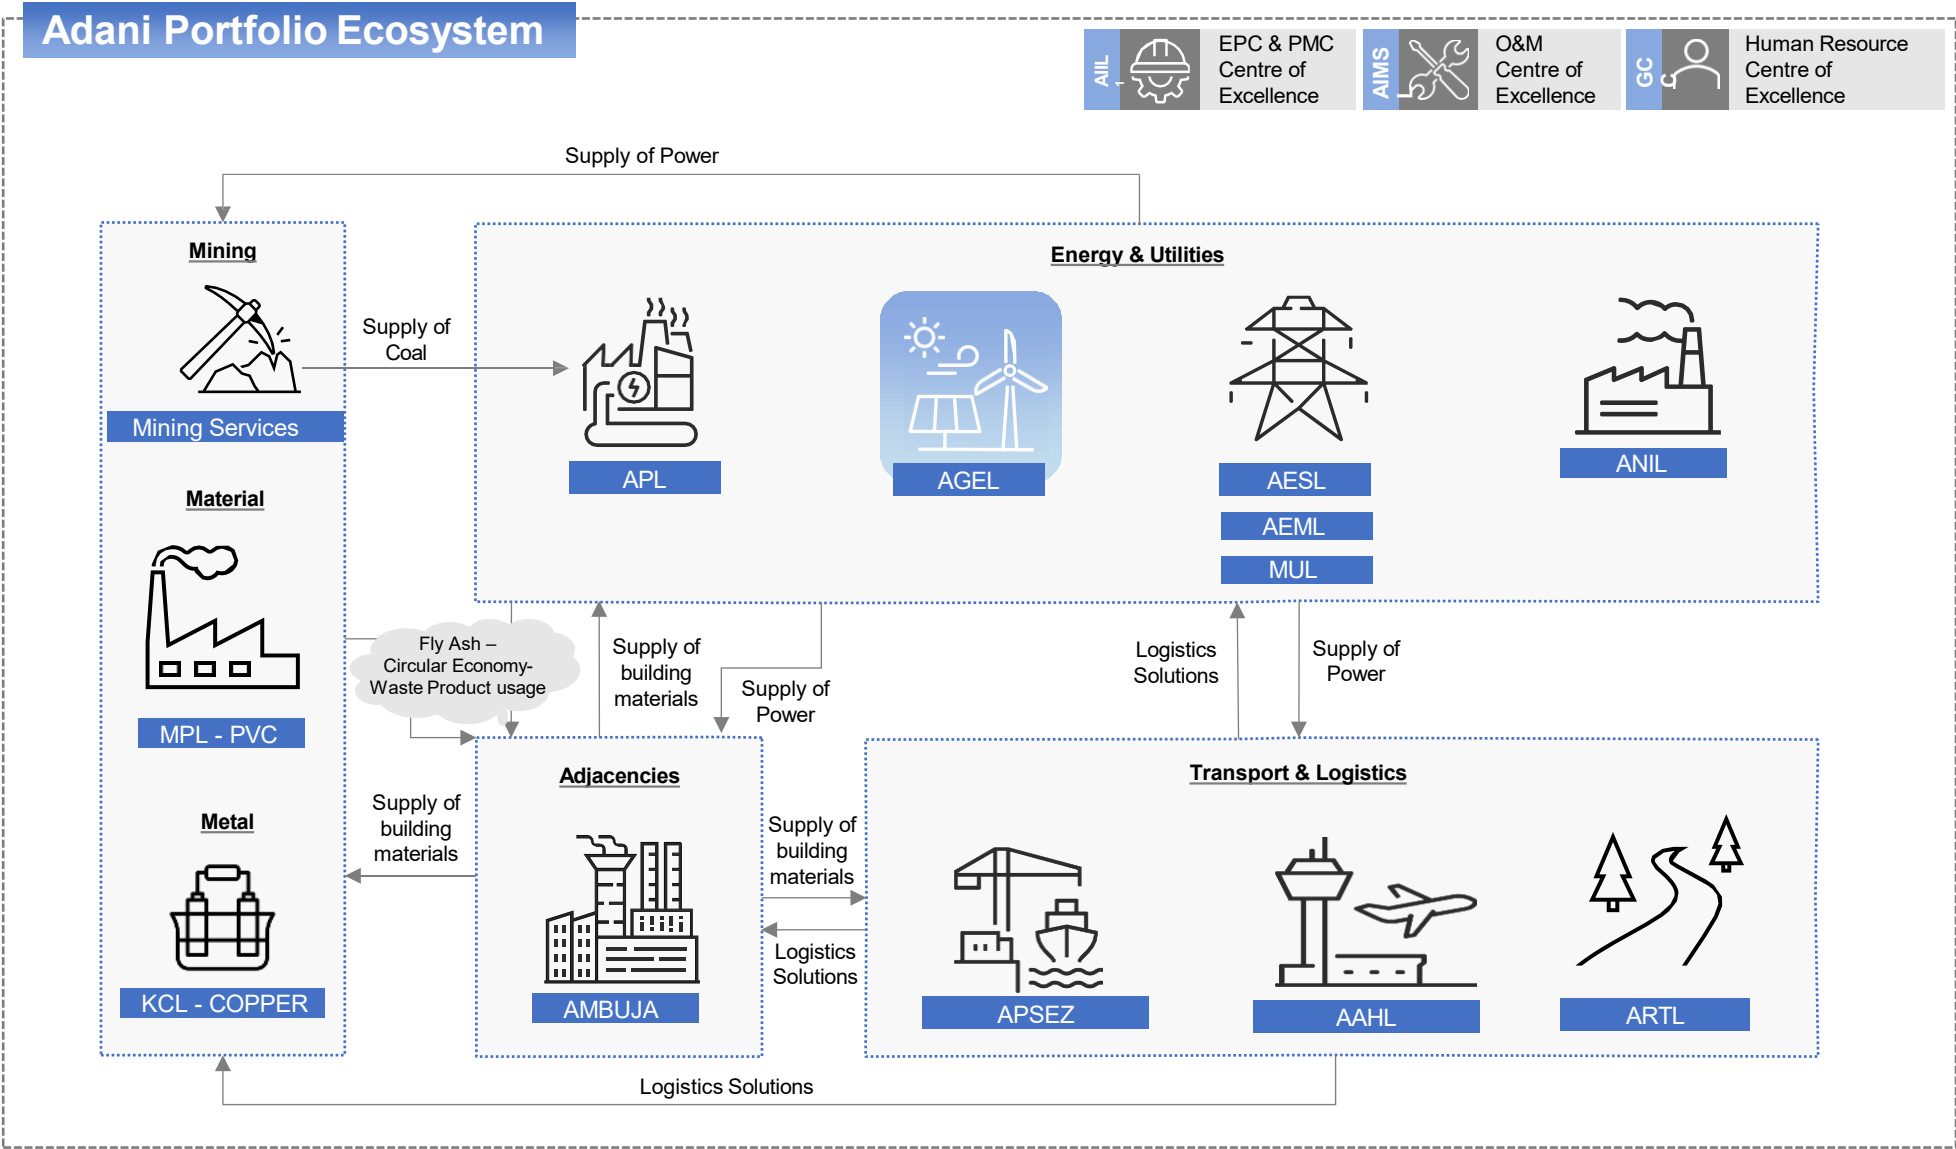 Adani Portfolio Ecosystem
AIIL
1
EPC & PMC
Centre of
Excellence
AIMS
O&M
Centre of
Excellence
GC
C
Human Resource
Centre of
Excellence
Supply of Power
Mining
Mining Services
Supply of
Coal
Energy & Utilities
APL
AGEL
AESL
AEML
MUL
ANIL
Material
MPL - PVC
Fly Ash –
Circular Economy-
Waste Product usage
Supply of
building
materials
Supply of
Power
Logistics
Solutions
Supply of
Power
Metal
KCL - COPPER
Supply of
building
materials
Adjacencies
AMBUJA
Supply of
building
materials
Logistics
Solutions
Transport & Logistics
APSEZ
AAHL
ARTL
Logistics Solutions